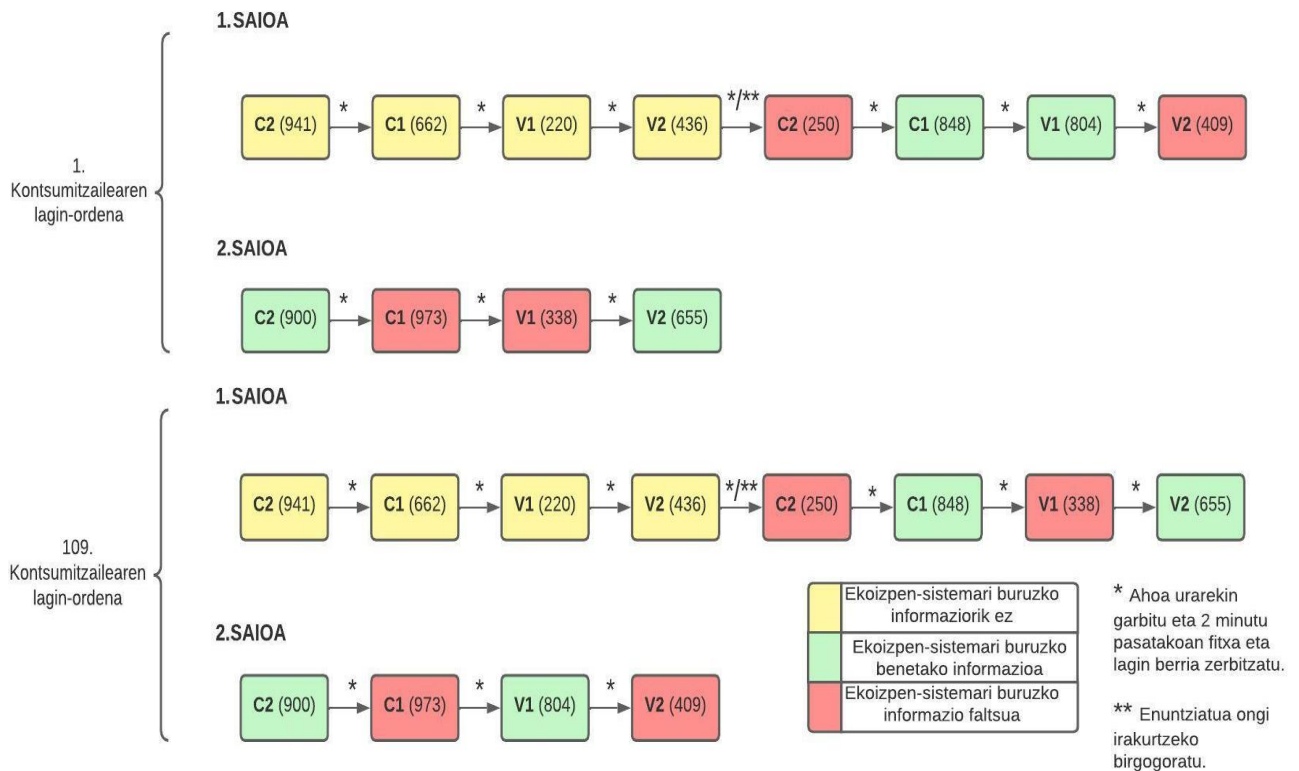 1.SAIOA
1.
Kontsumitzailearen
lagin-ordena
C2 (941) * C1 (662) * V1 (220) * V2 (436) */** C2 (250) * C1 (848) * V1 (804) * V2 (409)
2.SAIOA
C2 (900) * C1 (973) * V1 (338) * V2 (655)
1.SAIOA
109.
Kontsumitzailearen
lagin-ordena
C2 (941) * C1 (662) * V1 (220) * V2 (436) */** C2 (250) * C1 (848) * V1 (338) * V2 (655)
2.SAIOA
C2 (900) * C1 (973) * V1 (804) * V2 (409)
Ekoizpen-sistemari buruzko
informaziorik ez
Ekoizpen-sistemari buruzko
benetako informazioa
Ekoizpen-sistemari buruzko
informazio faltsua
* Ahoa urarekin
garbitu eta 2 minutu
pasatakoan fitxa eta
lagin berria zerbitzatu.
** Enuntziatua ongi
irakurtzeko
birgogoratu.